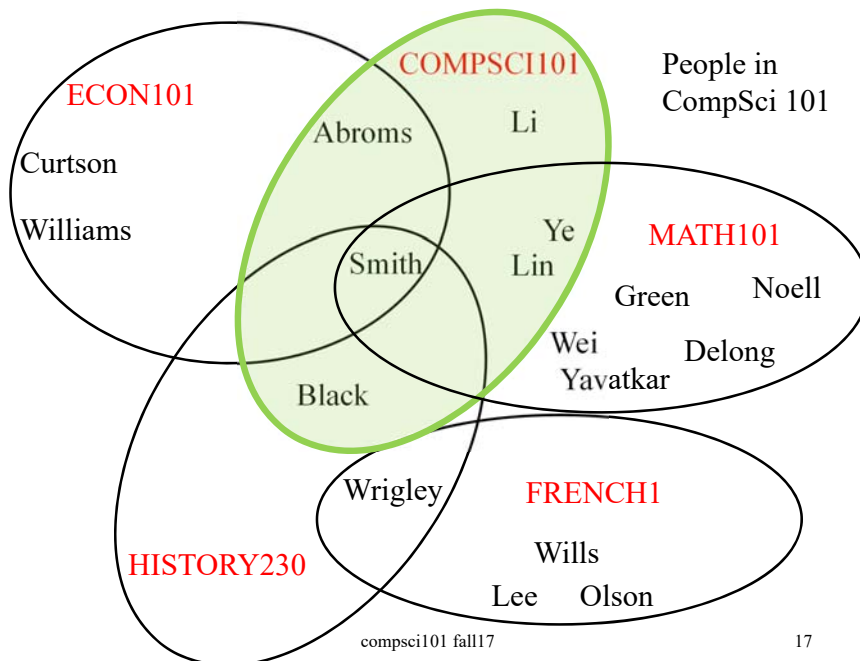 COMPSCI101
People in
CompSci 101
ECON101
Abroms
Li
Curtson
Williams
Ye
MATH101
Smith
Lin
Green
Noell
Wei
Delong
Yavatkar
Black
Wrigley
FRENCH1
Wills
HISTORY230
Lee
Olson
compsci101 fall17
17